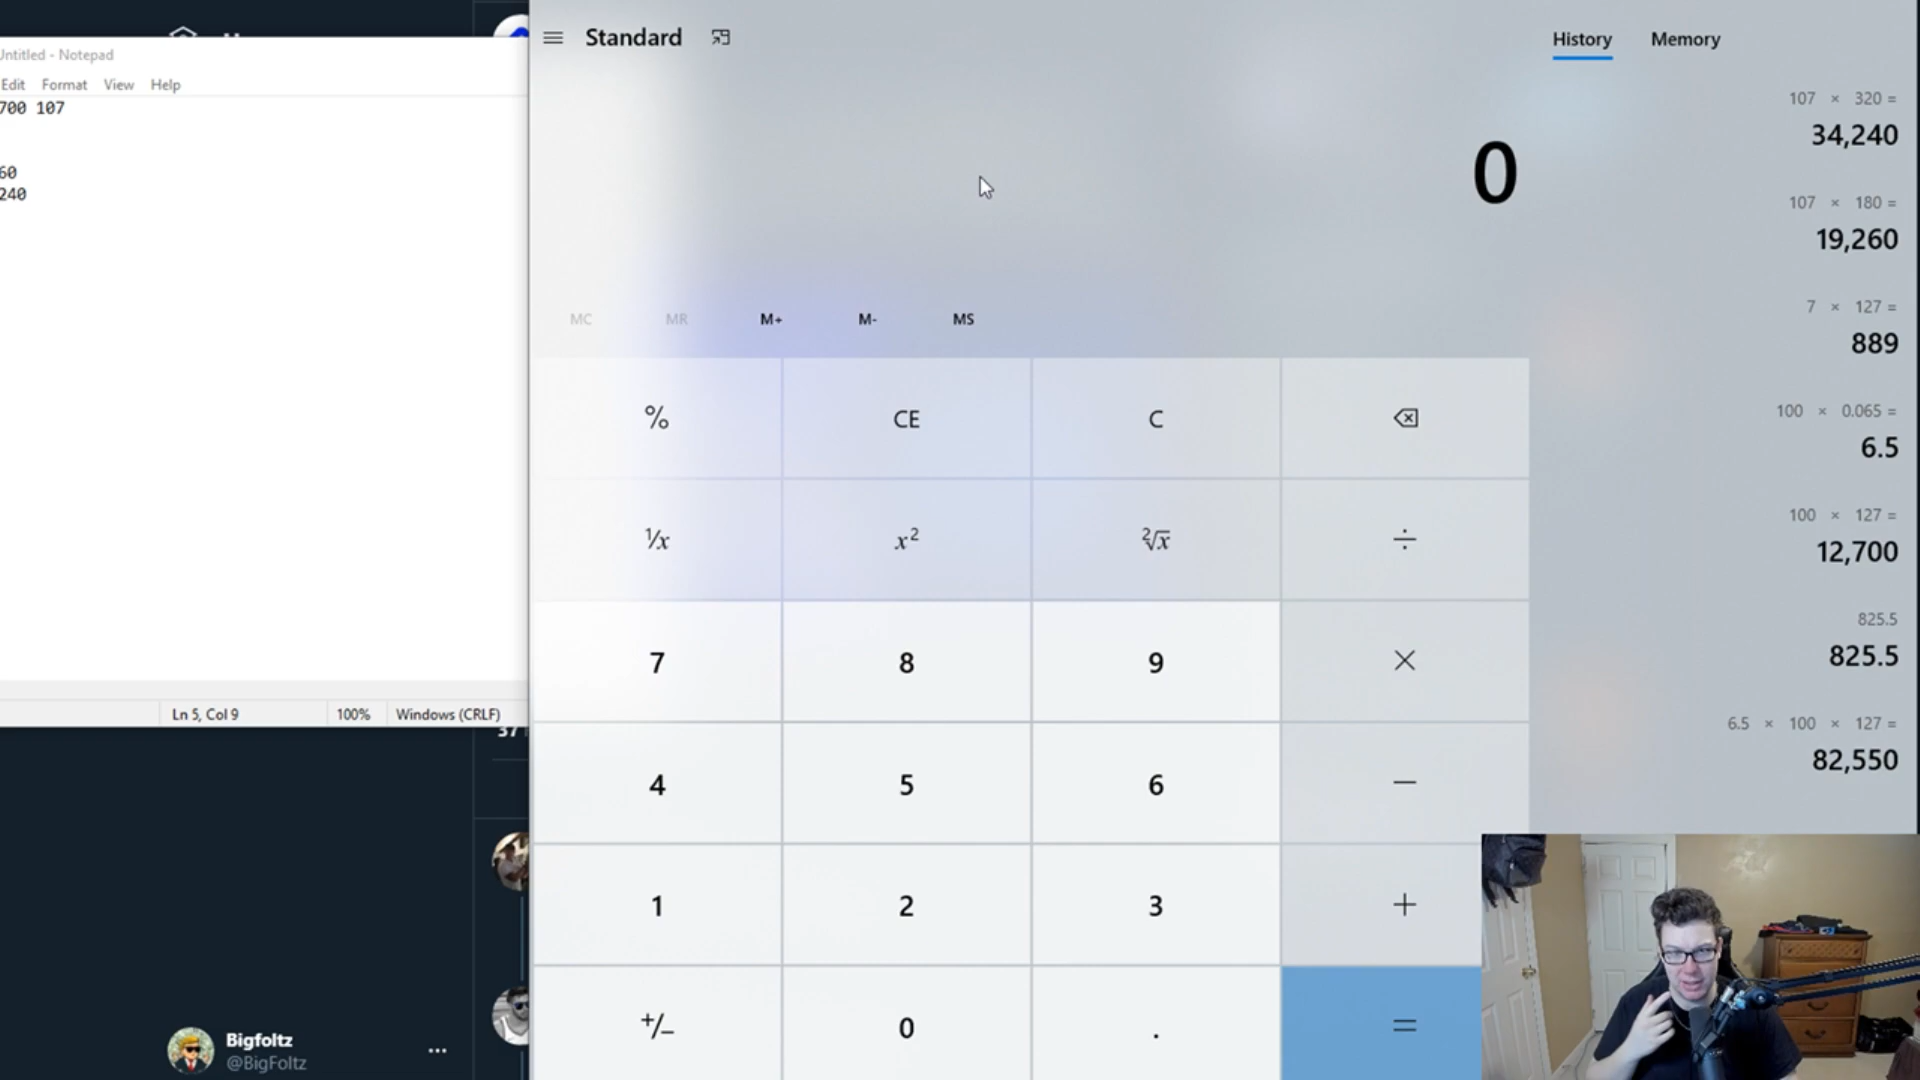 Untitled - Notepad
Edit Format View Help
700 107
60
240
Ln 5, Col 9 100% Windows (CRLF)
37
Bigfoltz
@BigFoltz
Standard
0
MC MR M+ M- MS
% CE C
⅟x x² ²√x ÷
7 8 9 ×
4 5 6 −
1 2 3 +
+/− 0 . =
History Memory
107 × 320 =
34,240
107 × 180 =
19,260
7 × 127 =
889
100 × 0.065 =
6.5
100 × 127 =
12,700
825.5
825.5
6.5 × 100 × 127 =
82,550